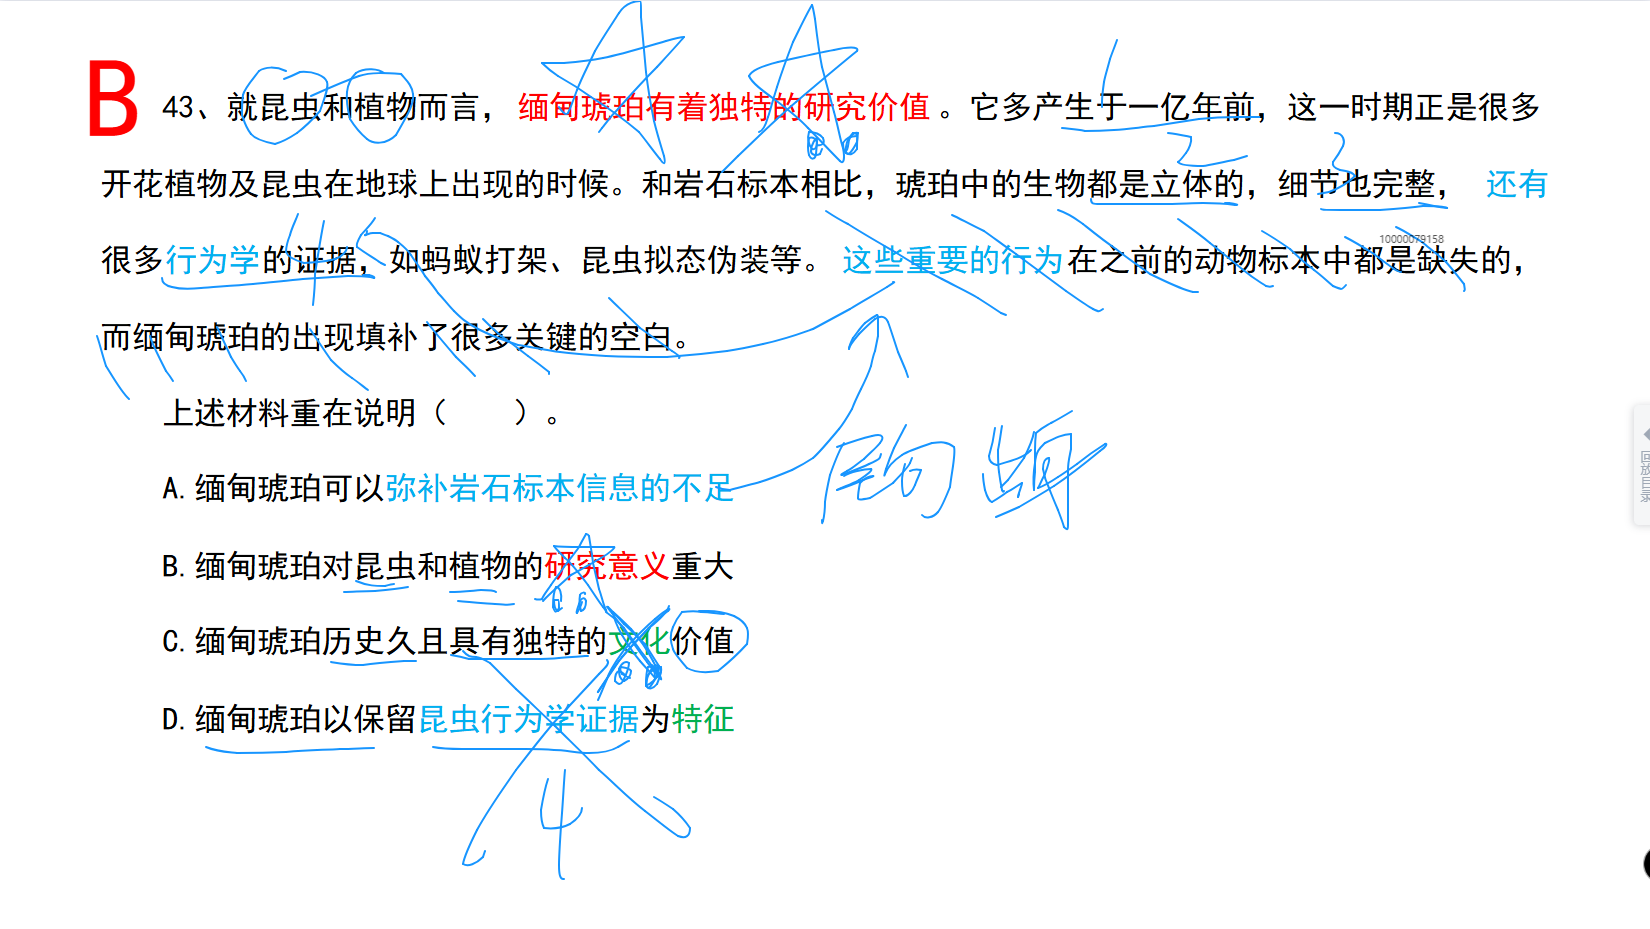 B
43、就昆虫和植物而言，缅甸琥珀有着独特的研究价值。它多产生于一亿年前，这一时期正是很多
开花植物及昆虫在地球上出现的时候。和岩石标本相比，琥珀中的生物都是立体的，细节也完整，还有
很多行为学的证据，如蚂蚁打架、昆虫拟态伪装等。这些重要的行为在之前的动物标本中都是缺失的，
而缅甸琥珀的出现填补了很多关键的空白。
上述材料重在说明（　　）。
A. 缅甸琥珀可以弥补岩石标本信息的不足
B. 缅甸琥珀对昆虫和植物的研究意义重大
C. 缅甸琥珀历史久且具有独特的文化价值
D. 缅甸琥珀以保留昆虫行为学证据为特征
1
2
3
4
5
4
10000079158
回放目录